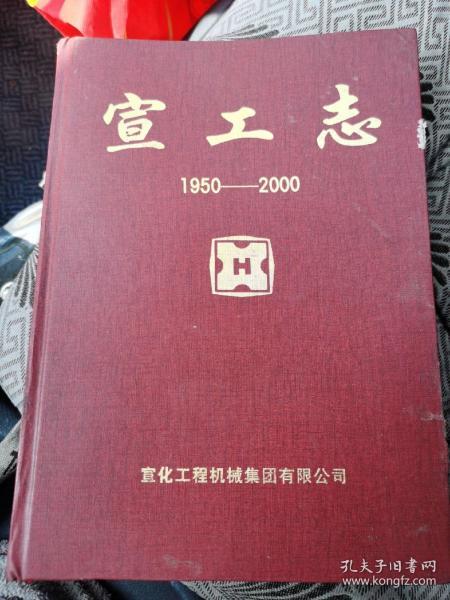 宣工志
1950——2000
H
宣化工程机械集团有限公司
孔夫子旧书网
www.kongfz.com